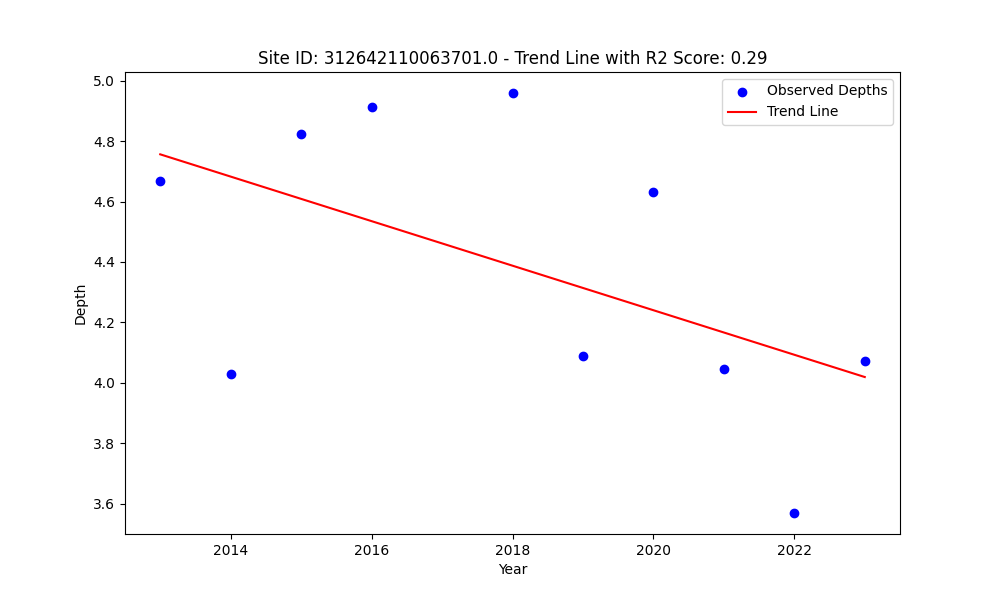 Site ID: 312642110063701.0 - Trend Line with R2 Score: 0.29
Observed Depths
Trend Line
5.0
4.8
4.6
4.4
4.2
4.0
3.8
3.6
Depth
2014 2016 2018 2020 2022
Year